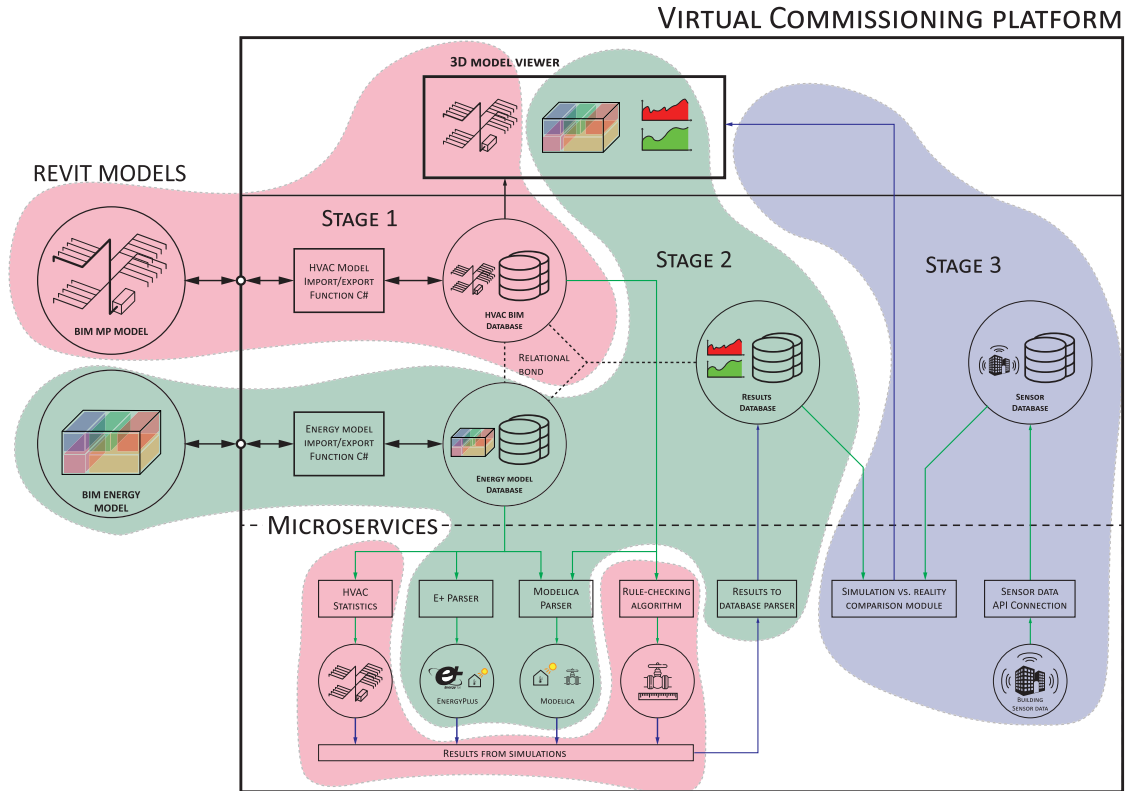 VIRTUAL COMMISSIONING PLATFORM
3D MODEL VIEWER
REVIT MODELS
STAGE 1
STAGE 2
STAGE 3
BIM MP MODEL
HVAC MODEL
IMPORT/EXPORT
FUNCTION C#
HVAC BIM
DATABASE
RELATIONAL
BOND
RESULTS
DATABASE
SENSOR
DATABASE
BIM ENERGY
MODEL
ENERGY MODEL
IMPORT/EXPORT
FUNCTION C#
ENERGY MODEL
DATABASE
MICROSERVICES
HVAC
STATISTICS
E+ PARSER
MODELICA
PARSER
RULE-CHECKING
ALGORITHM
RESULTS TO
DATABASE PARSER
SIMULATION VS. REALITY
COMPARISON MODULE
SENSOR DATA
API CONNECTION
e+
ENERGYPLUS
MODELICA
BUILDING
SENSOR DATA
RESULTS FROM SIMULATIONS